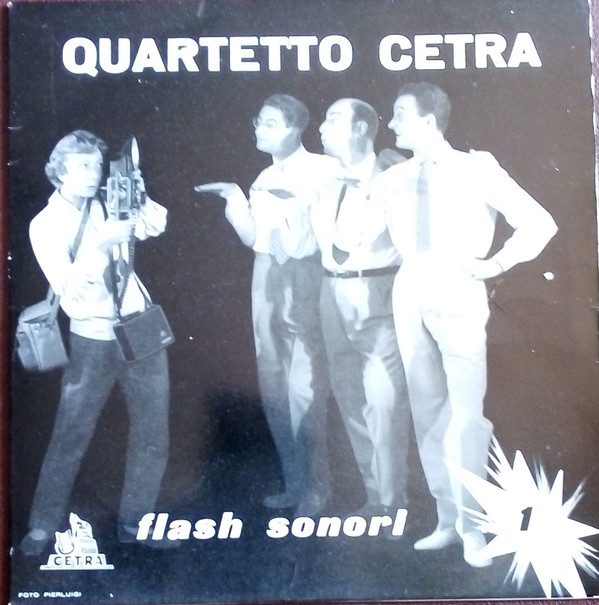 QUARTETTO CETRA
flash sonori
1
CETRA
FOTO PIERLUIGI